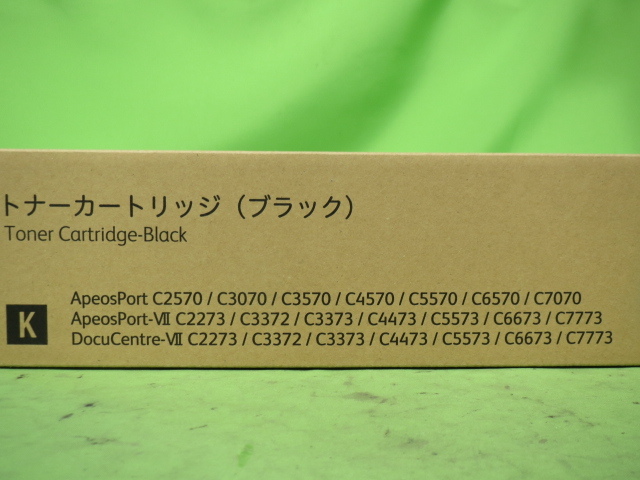 トナーカートリッジ（ブラック）
Toner Cartridge-Black
K
ApeosPort C2570 / C3070 / C3570 / C4570 / C5570 / C6570 / C7070
ApeosPort-Ⅶ C2273 / C3372 / C3373 / C4473 / C5573 / C6673 / C7773
DocuCentre-Ⅶ C2273 / C3372 / C3373 / C4473 / C5573 / C6673 / C7773